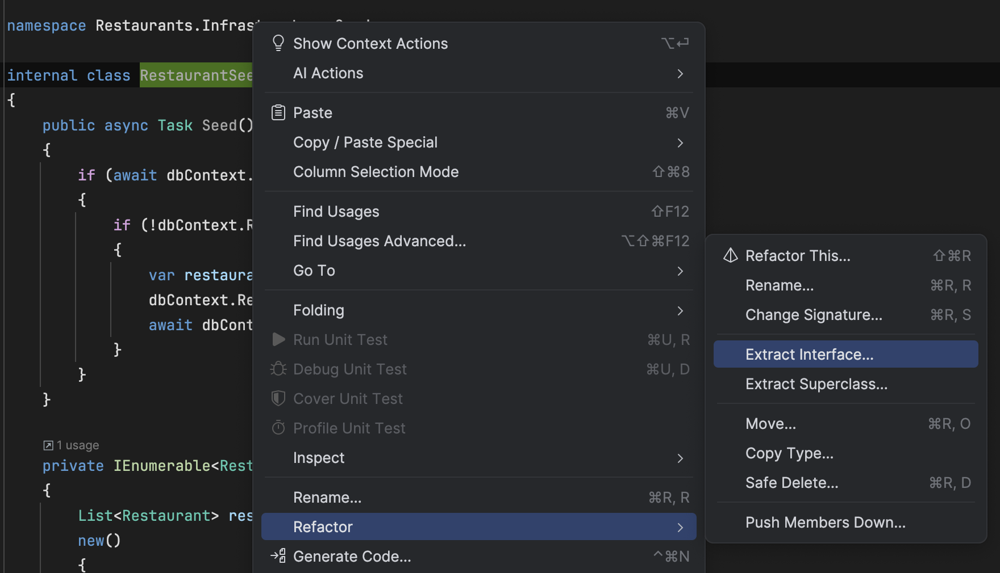 namespace Restaurants.Infras
internal class RestaurantSee
{
public async Task Seed()
{
if (await dbContext.
{
if (!dbContext.R
{
var restaura
dbContext.Re
await dbCont
}
}
}
1 usage
private IEnumerable<Rest
{
List<Restaurant> res
new()
{
Show Context Actions ⌥⏎
AI Actions
Paste ⌘V
Copy / Paste Special
Column Selection Mode ⇧⌘8
Find Usages ⇧F12
Find Usages Advanced... ⌥⇧⌘F12
Go To
Folding
Run Unit Test ⌘U, R
Debug Unit Test ⌘U, D
Cover Unit Test
Profile Unit Test
Inspect
Rename... ⌘R, R
Refactor
Generate Code... ^⌘N
Refactor This... ⇧⌘R
Rename... ⌘R, R
Change Signature... ⌘R, S
Extract Interface...
Extract Superclass...
Move... ⌘R, O
Copy Type...
Safe Delete... ⌘R, D
Push Members Down...